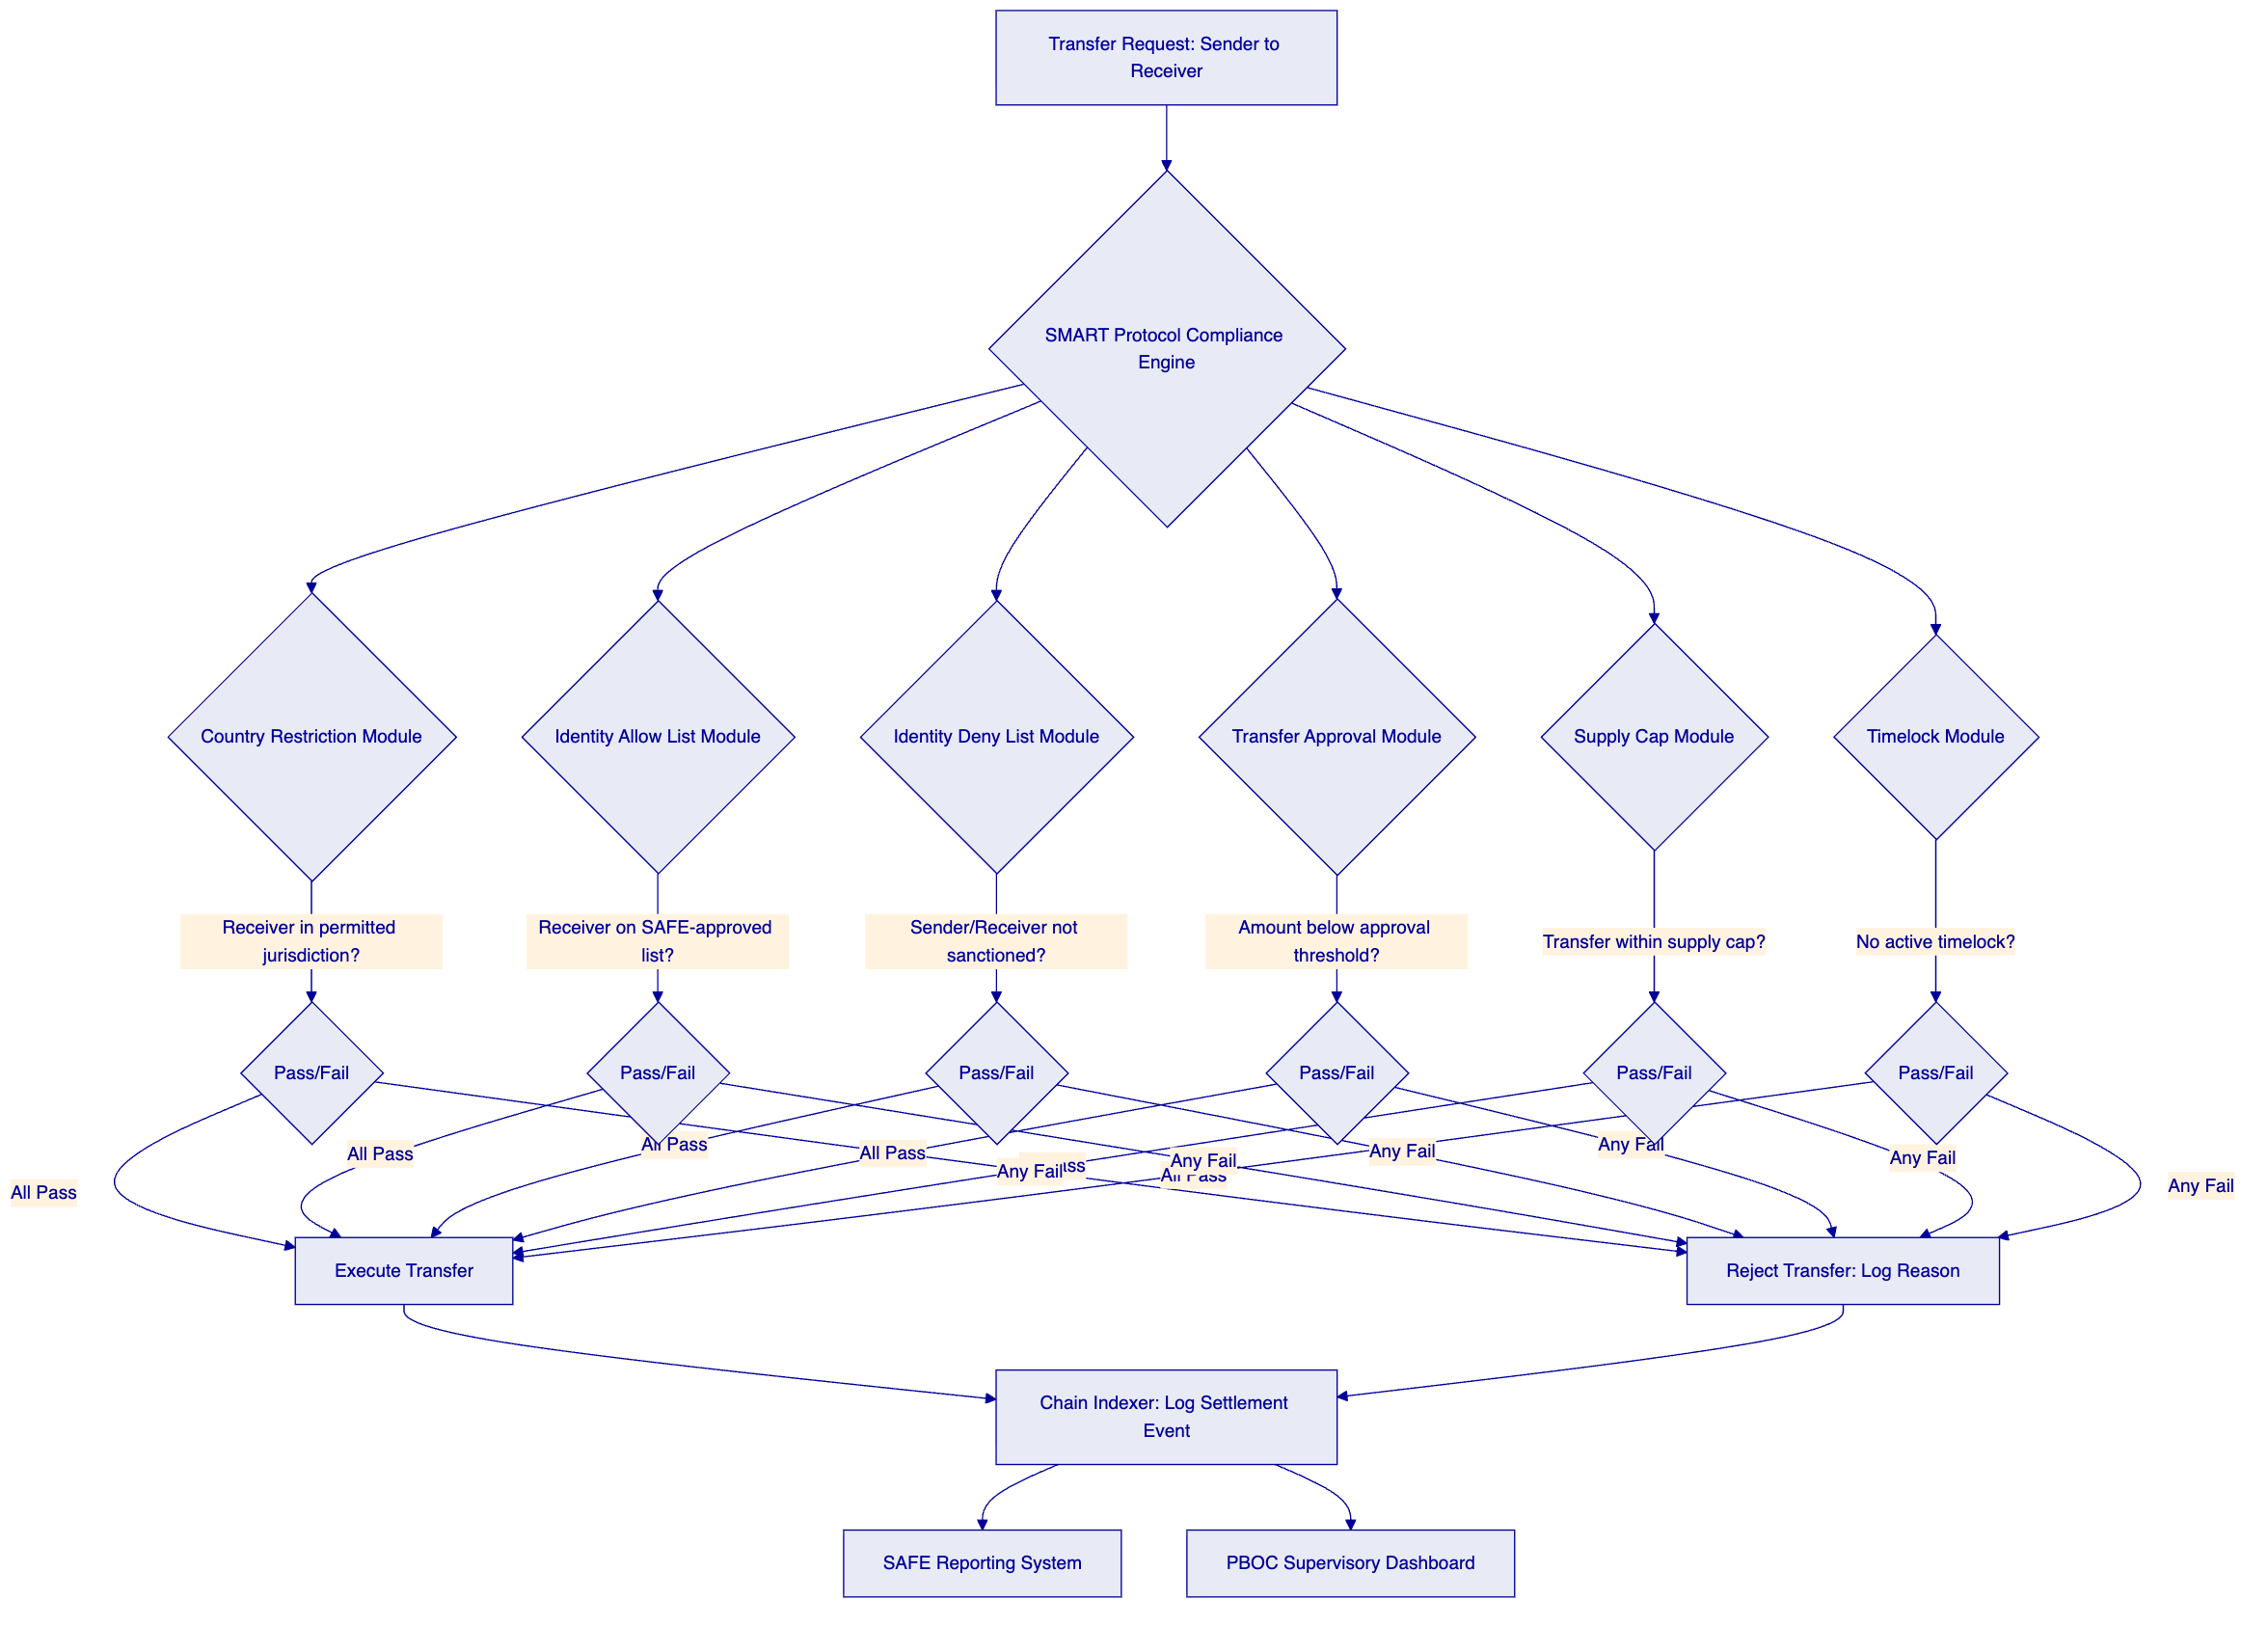 Transfer Request: Sender to
Receiver
SMART Protocol Compliance
Engine
Country Restriction Module
Identity Allow List Module
Identity Deny List Module
Transfer Approval Module
Supply Cap Module
Timelock Module
Receiver in permitted
jurisdiction?
Receiver on SAFE-approved
list?
Sender/Receiver not
sanctioned?
Amount below approval
threshold?
Transfer within supply cap?
No active timelock?
Pass/Fail
Pass/Fail
Pass/Fail
Pass/Fail
Pass/Fail
Pass/Fail
All Pass
All Pass
All Pass
All Pass
Any Fail
All Pass
Any Fail
Any Fail
Any Fail
Any Fail
Any Fail
Execute Transfer
Reject Transfer: Log Reason
Chain Indexer: Log Settlement
Event
SAFE Reporting System
PBOC Supervisory Dashboard